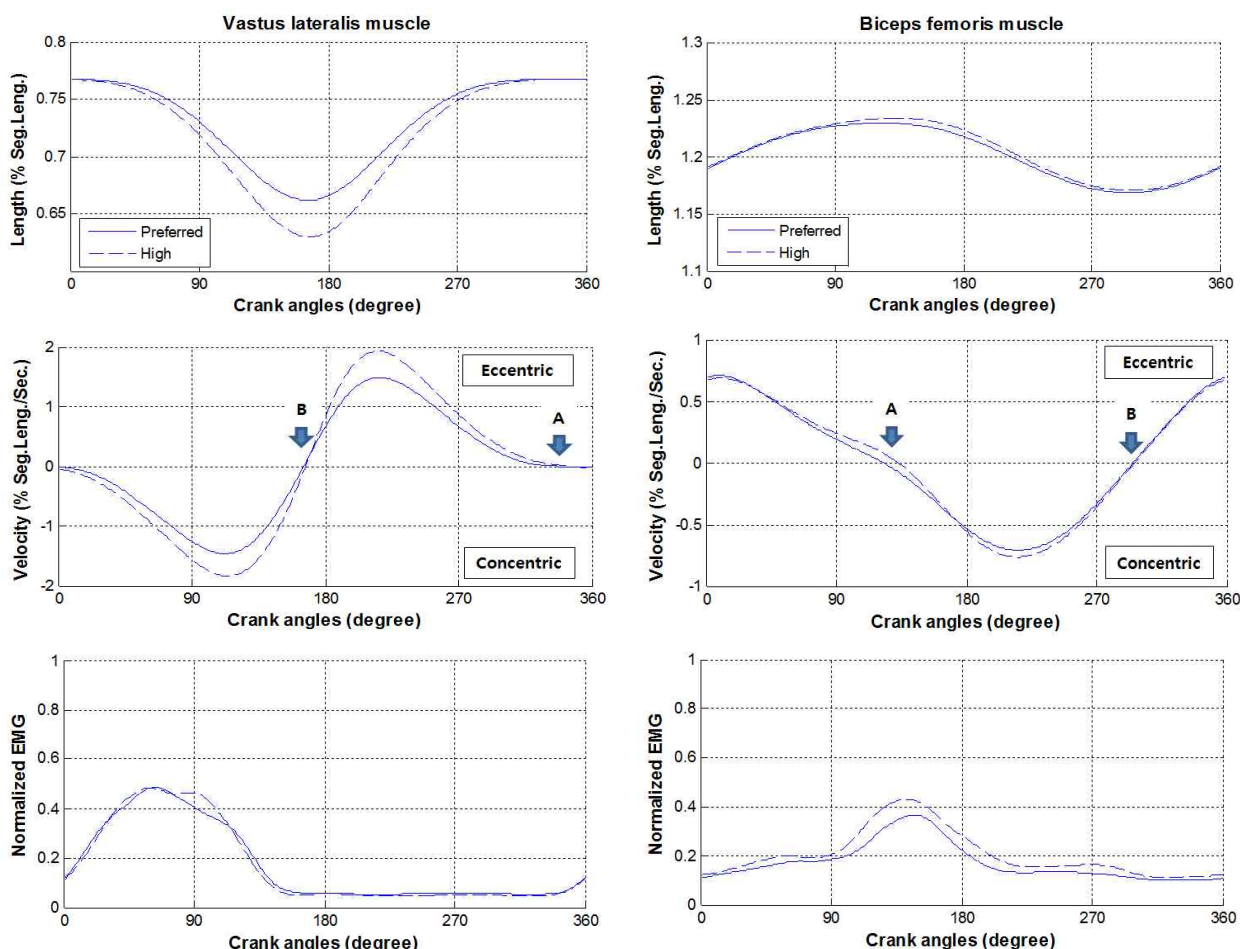 Vastus lateralis muscle
Length (% Seg.Leng.)
0.8
0.75
0.7
0.65
Preferred
High
0 90 180 270 360
Crank angles (degree)
Biceps femoris muscle
Length (% Seg.Length)
1.3
1.25
1.2
1.15
1.1
Preferred
High
0 90 180 270 360
Crank angles (degree)
Velocity (% Seg.Leng./Sec.)
2
1
0
-1
-2
Eccentric
B
A
Concentric
0 90 180 270 360
Crank angles (degree)
Velocity (% Seg.Leng./Sec.)
1
0.5
0
-0.5
-1
Eccentric
A
B
Concentric
0 90 180 270 360
Crank angles (degree)
Normalized EMG
1
0.8
0.6
0.4
0.2
0
0 90 180 270 360
Crank angles (degree)
Normalized EMG
1
0.8
0.6
0.4
0.2
0
0 90 180 270 360
Crank angles (degree)